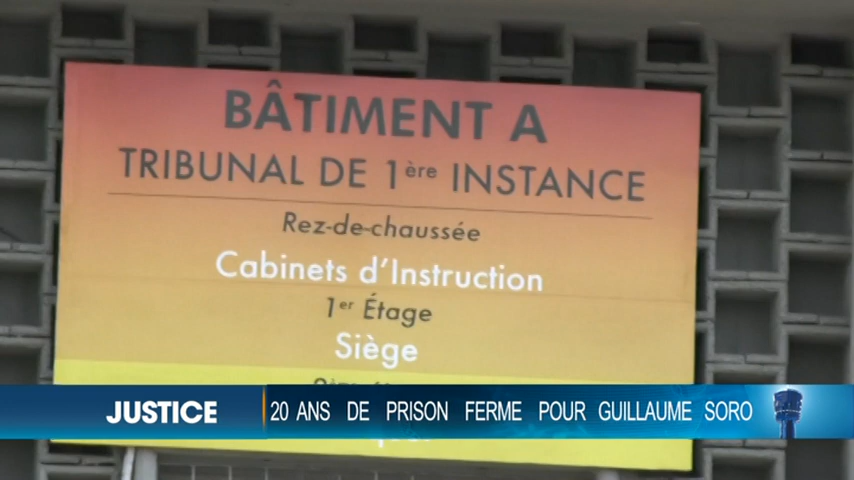 BÂTIMENT A
TRIBUNAL DE 1ère INSTANCE
Rez-de-chaussée
Cabinets d'Instruction
1er Étage
Siège
JUSTICE
20 ANS DE PRISON FERME POUR GUILLAUME SORO